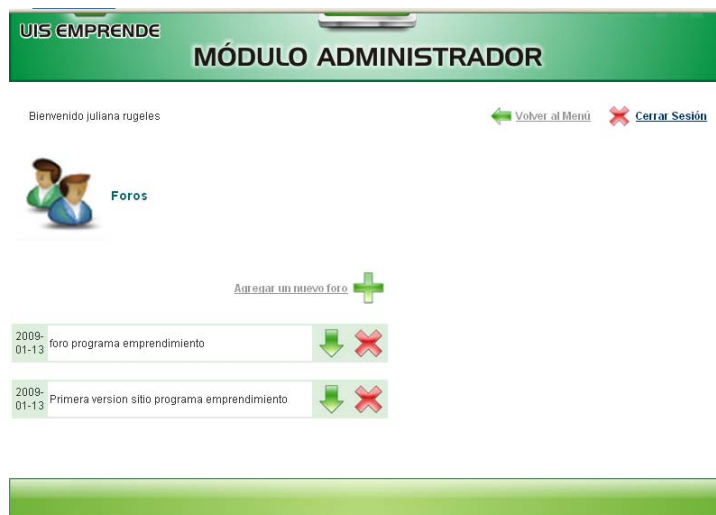 UIS EMPRENDE
MÓDULO ADMINISTRADOR
Bienvenido juliana rugeles
Volver al Menú
Cerrar Sesión
Foros
Agregar un nuevo foro
2009-
01-13
foro programa emprendimiento
2009-
01-13
Primera version sitio programa emprendimiento